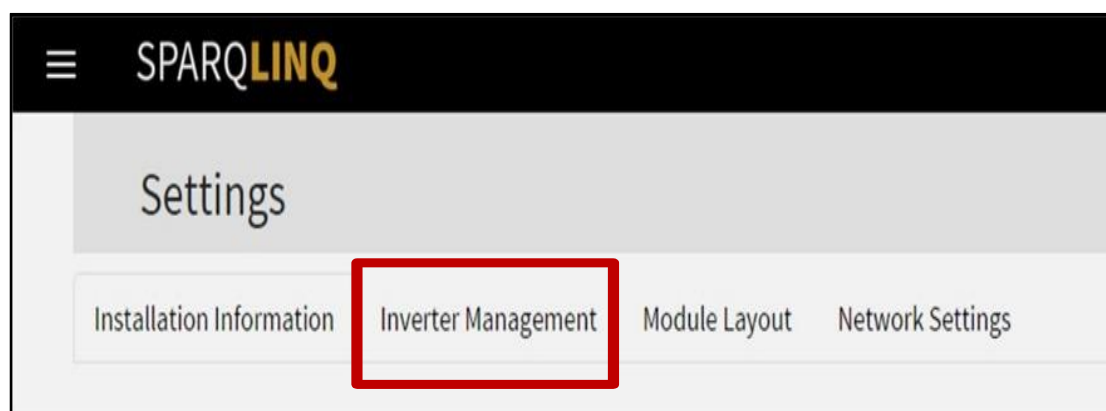 SPARQLINQ
Settings
Installation Information Inverter Management Module Layout Network Settings